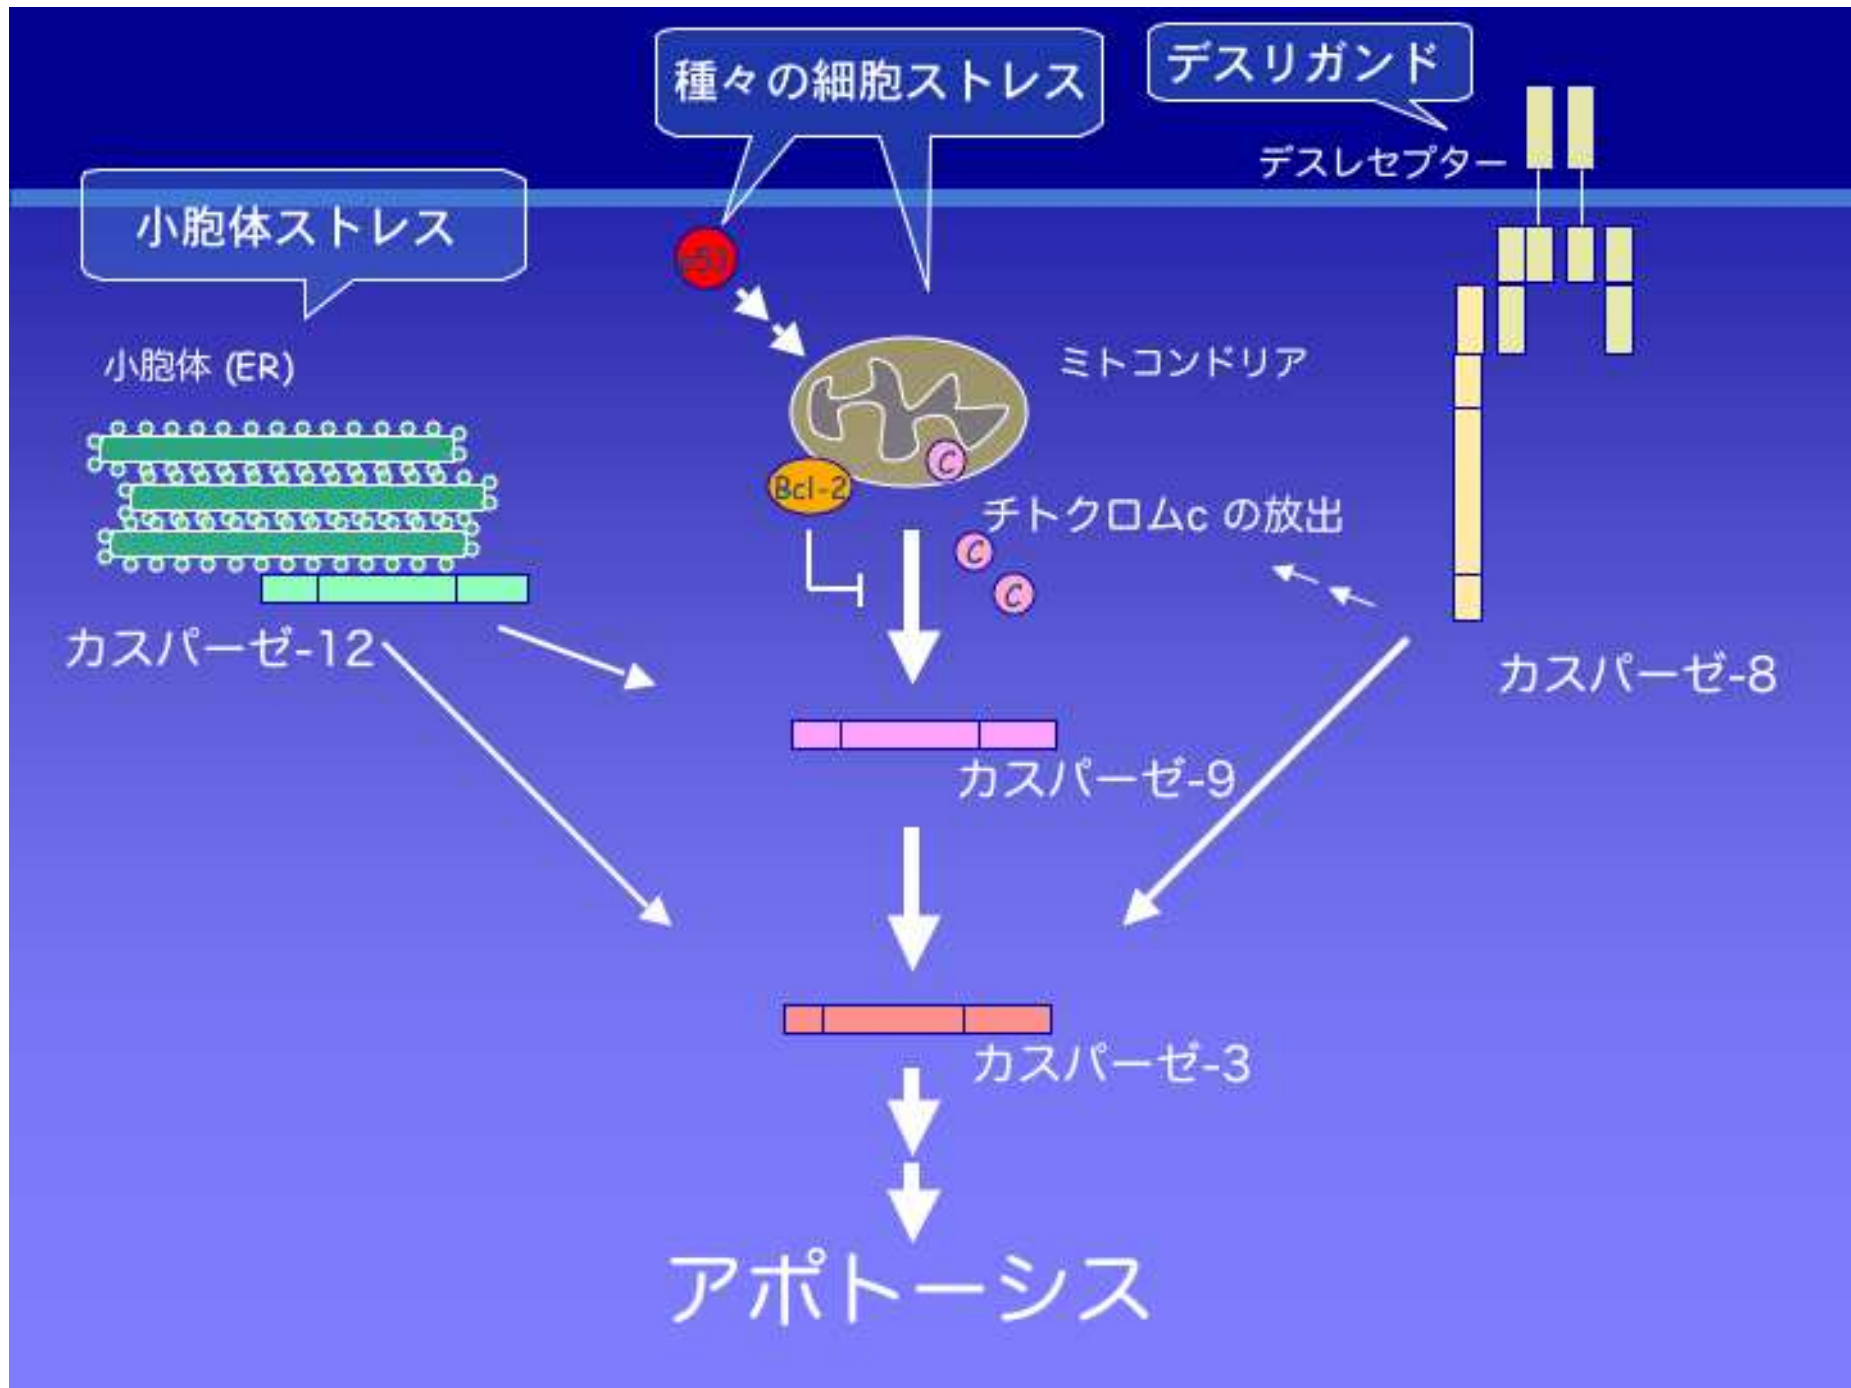 種々の細胞ストレス
デスリガンド
デスレセプター
小胞体ストレス
p53
小胞体 (ER)
ミトコンドリア
C
Bcl-2
チトクロムc の放出
C
C
カスパーゼ-12
カスパーゼ-8
カスパーゼ-9
カスパーゼ-3
アポトーシス